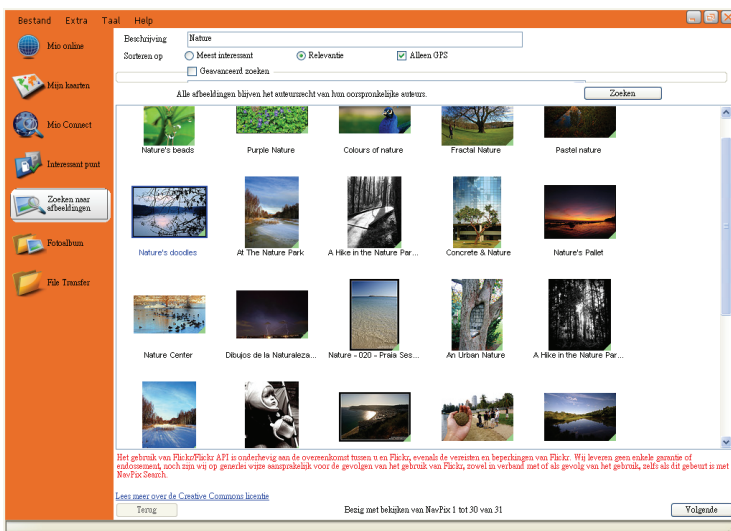 Bestand Extra Taal Help
Mio online
Mijn kaarten
Mio Connect
Interessant punt
Zoeken naar
afbeeldingen
Fotoalbum
File Transfer
Beschrijving Nature
Sorteren op Meest interessant Relevantie Alleen GPS
Geavanceerd zoeken
Alle afbeeldingen blijven het auteursrecht van hun oorspronkelijke auteurs. Zoeken
Nature's beads Purple Nature Colours of nature Fractal Nature Pastel nature
Nature's doodles At The Nature Park A Hike in the Nature Par... Concrete & Nature Nature's Pallet
Nature Center Dibujos de la Naturaleza... Nature - 020 - Praia Ses... An Urban Nature A Hike in the Nature Par...
Het gebruik van Flickr/Flickr API is onderhevig aan de overeenkomst tussen u en Flickr, evenals de vereisten en beperkingen van Flickr. Wij leveren geen enkele garantie of
endossement, noch zijn wij op generlei wijze aansprakelijk voor de gevolgen van het gebruik van Flickr, zowel in verband met of als gevolg van het gebruik, zelfs als dit gebeurt is met
NavPix Search.
Lees meer over de Creative Commons licentie
Terug Bezig met bekijken van NavPix 1 tot 30 van 31 Volgende